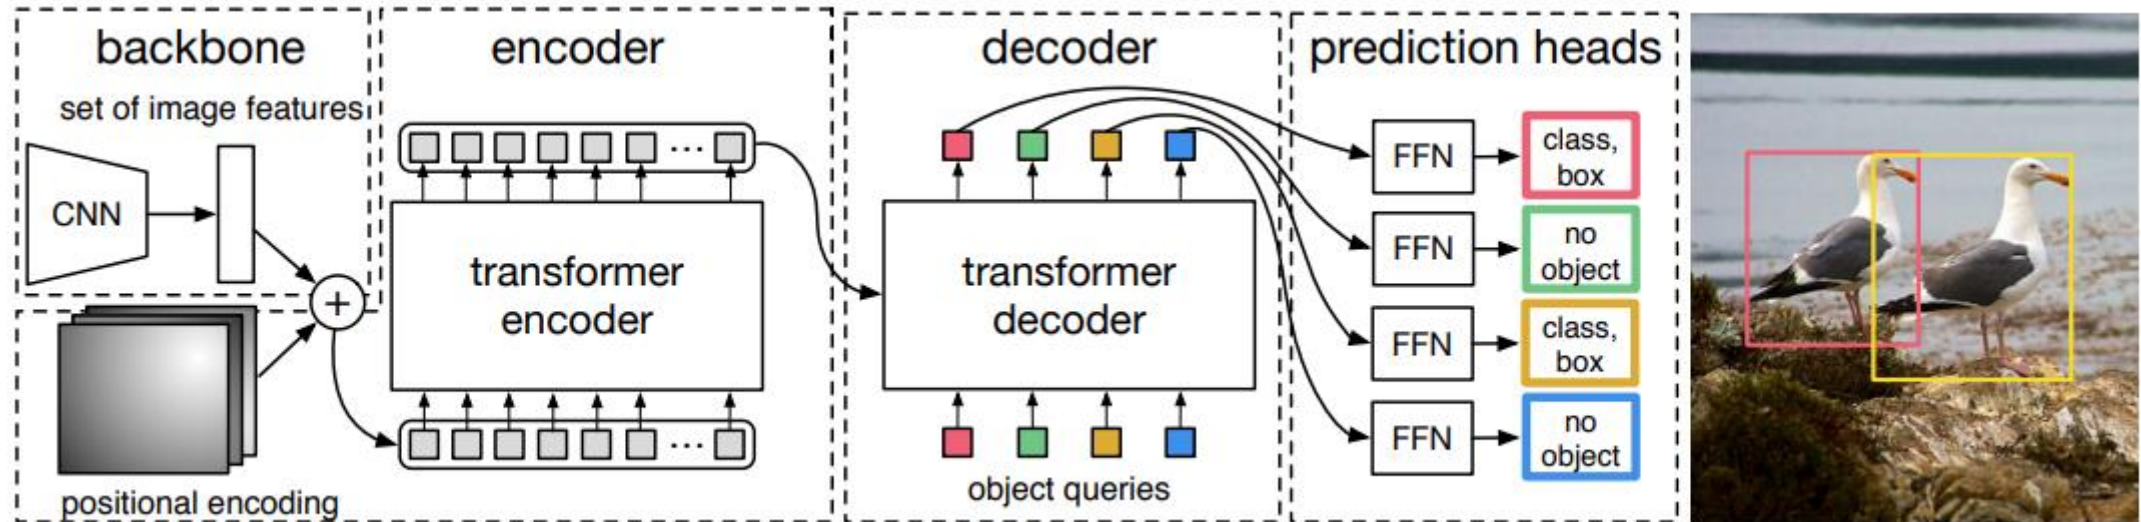 backbone
set of image features
CNN
+
positional encoding
encoder
...
transformer
encoder
...
decoder
transformer
decoder
object queries
prediction heads
FFN
class,
box
FFN
no
object
FFN
class,
box
FFN
no
object